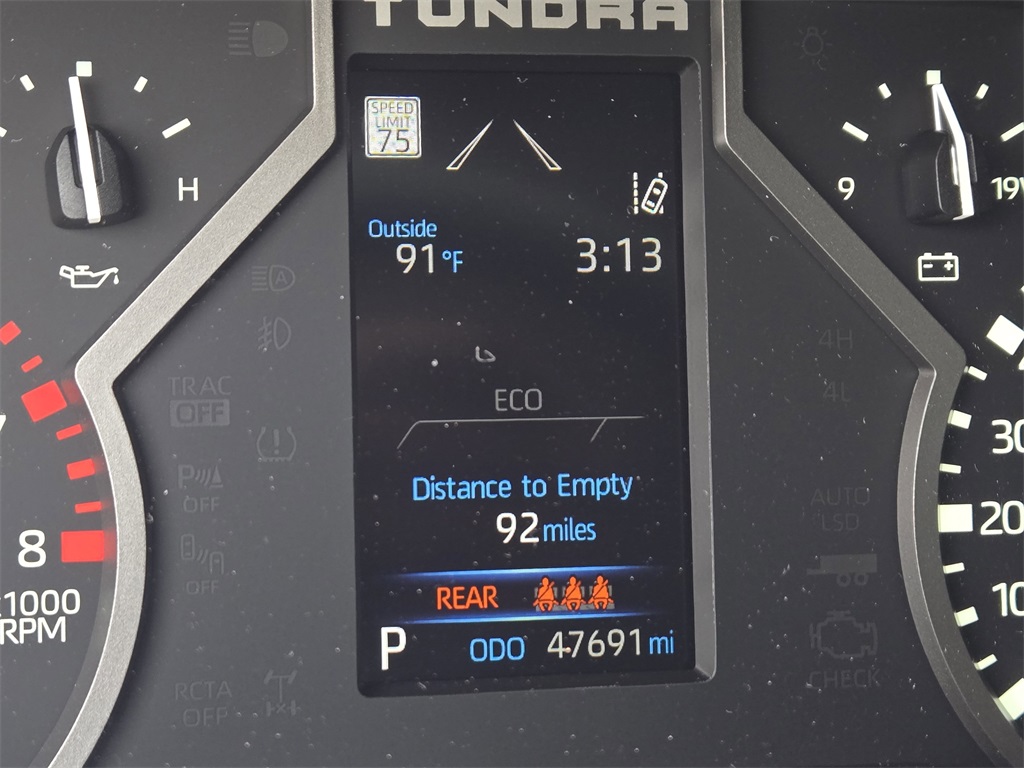 TUNDRA
SPEED
LIMIT
75
H
9
19V
Outside
91°F
3:13
A
4H
4L
ECO
TRAC
OFF
P
OFF
30
Distance to Empty
AUTO
LSD
92 miles
20
8
A
OFF
10
x1000
RPM
REAR
P
ODO 47691 mi
CHECK
RCTA
OFF